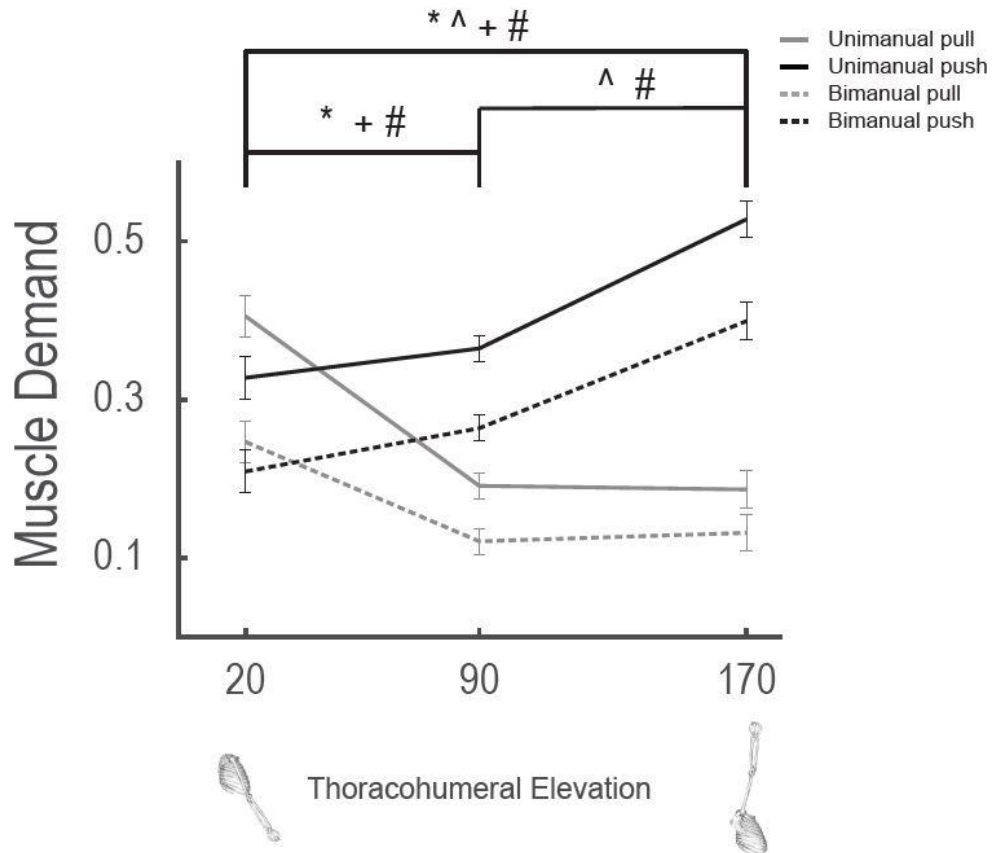 * ^ + #
^ #
* + #
Unimanual pull
Unimanual push
Bimanual pull
Bimanual push
Muscle Demand
0.5
0.3
0.1
20 90 170
Thoracohumeral Elevation